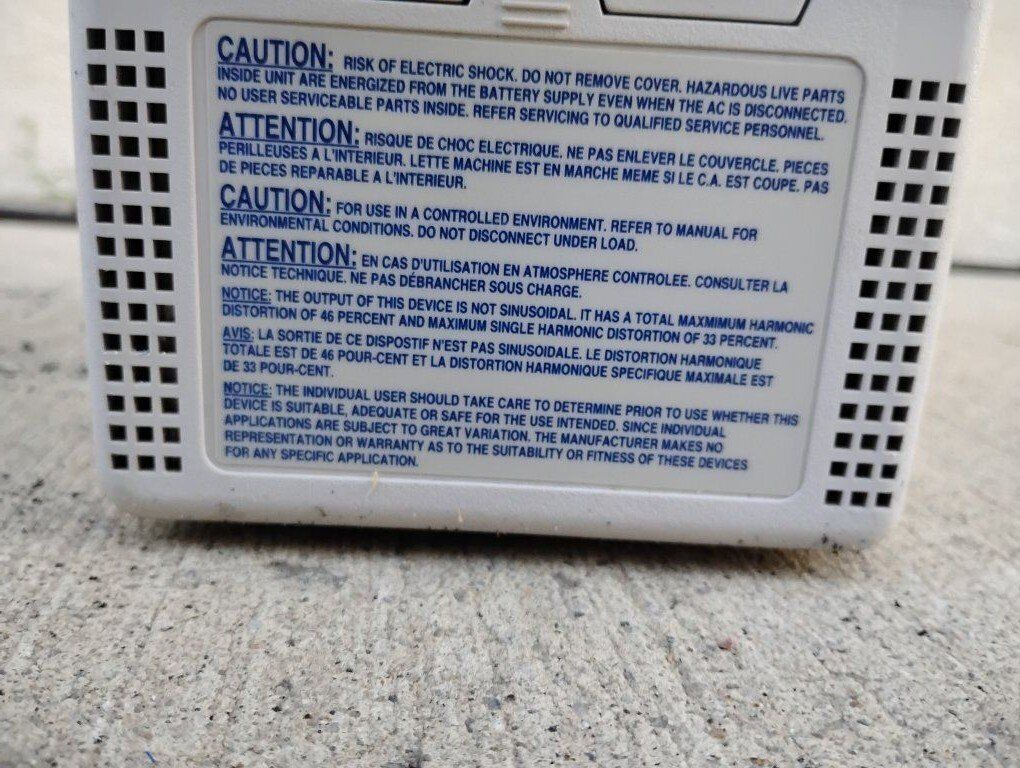 CAUTION: RISK OF ELECTRIC SHOCK. DO NOT REMOVE COVER. HAZARDOUS LIVE PARTS
INSIDE UNIT ARE ENERGIZED FROM THE BATTERY SUPPLY EVEN WHEN THE AC IS DISCONNECTED.
NO USER SERVICEABLE PARTS INSIDE. REFER SERVICING TO QUALIFIED SERVICE PERSONNEL.
ATTENTION: RISQUE DE CHOC ELECTRIQUE. NE PAS ENLEVER LE COUVERCLE. PIECES
PERILLEUSES A L'INTERIEUR. LETTE MACHINE EST EN MARCHE MEME SI LE C.A. EST COUPE. PAS
DE PIECES REPARABLE A L'INTERIEUR.
CAUTION: FOR USE IN A CONTROLLED ENVIRONMENT. REFER TO MANUAL FOR
ENVIRONMENTAL CONDITIONS. DO NOT DISCONNECT UNDER LOAD.
ATTENTION: EN CAS D'UTILISATION EN ATMOSPHERE CONTROLEE. CONSULTER LA
NOTICE TECHNIQUE. NE PAS DÉBRANCHER SOUS CHARGE.
NOTICE: THE OUTPUT OF THIS DEVICE IS NOT SINUSOIDAL. IT HAS A TOTAL MAXMIMUM HARMONIC
DISTORTION OF 46 PERCENT AND MAXIMUM SINGLE HARMONIC DISTORTION OF 33 PERCENT.
AVIS: LA SORTIE DE CE DISPOSTIF N'EST PAS SINUSOIDALE. LE DISTORTION HARMONIQUE
TOTALE EST DE 46 POUR-CENT ET LA DISTORTION HARMONIQUE SPECIFIQUE MAXIMALE EST
DE 33 POUR-CENT.
NOTICE: THE INDIVIDUAL USER SHOULD TAKE CARE TO DETERMINE PRIOR TO USE WHETHER THIS
DEVICE IS SUITABLE, ADEQUATE OR SAFE FOR THE USE INTENDED. SINCE INDIVIDUAL
APPLICATIONS ARE SUBJECT TO GREAT VARIATION. THE MANUFACTURER MAKES NO
REPRESENTATION OR WARRANTY AS TO THE SUITABILITY OR FITNESS OF THESE DEVICES
FOR ANY SPECIFIC APPLICATION.